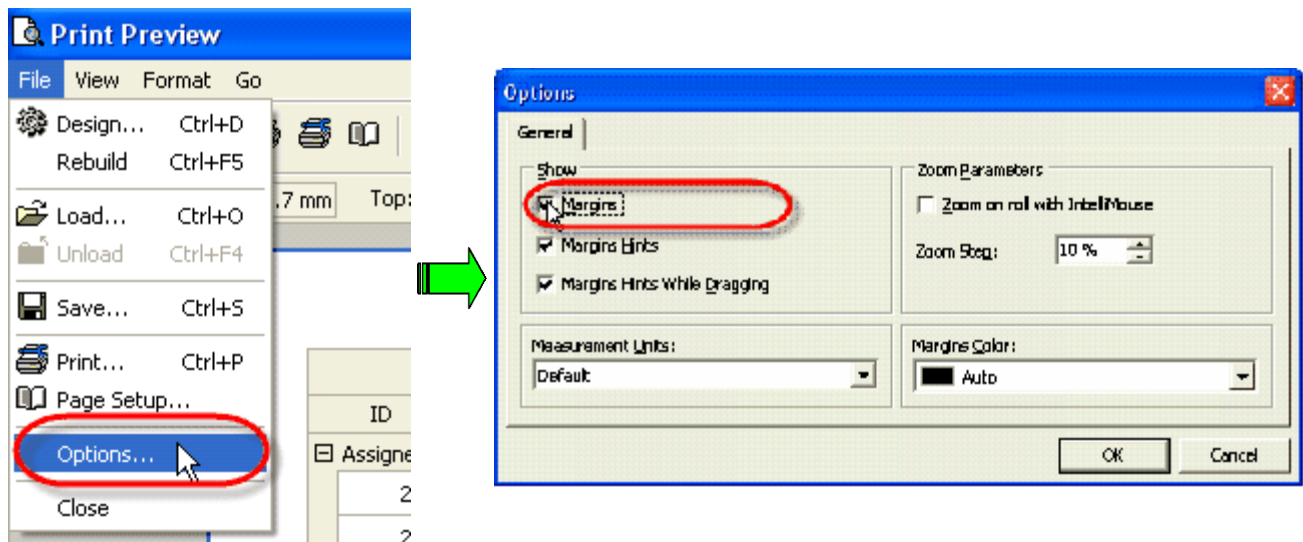 Print Preview
File View Format Go
Design... Ctrl+D
Rebuild Ctrl+F5
.7 mm Top:
Load... Ctrl+O
Unload Ctrl+F4
Save... Ctrl+S
Print... Ctrl+P
Page Setup...
ID
Options...
Assigne
2
Close
2
Options
General
Show
Margins
Margins Hints
Margins Hints While Dragging
Zoom Parameters
Zoom on roll with IntelliMouse
Zoom Step: 10 %
Measurement Units:
Default
Margins Color:
Auto
OK Cancel